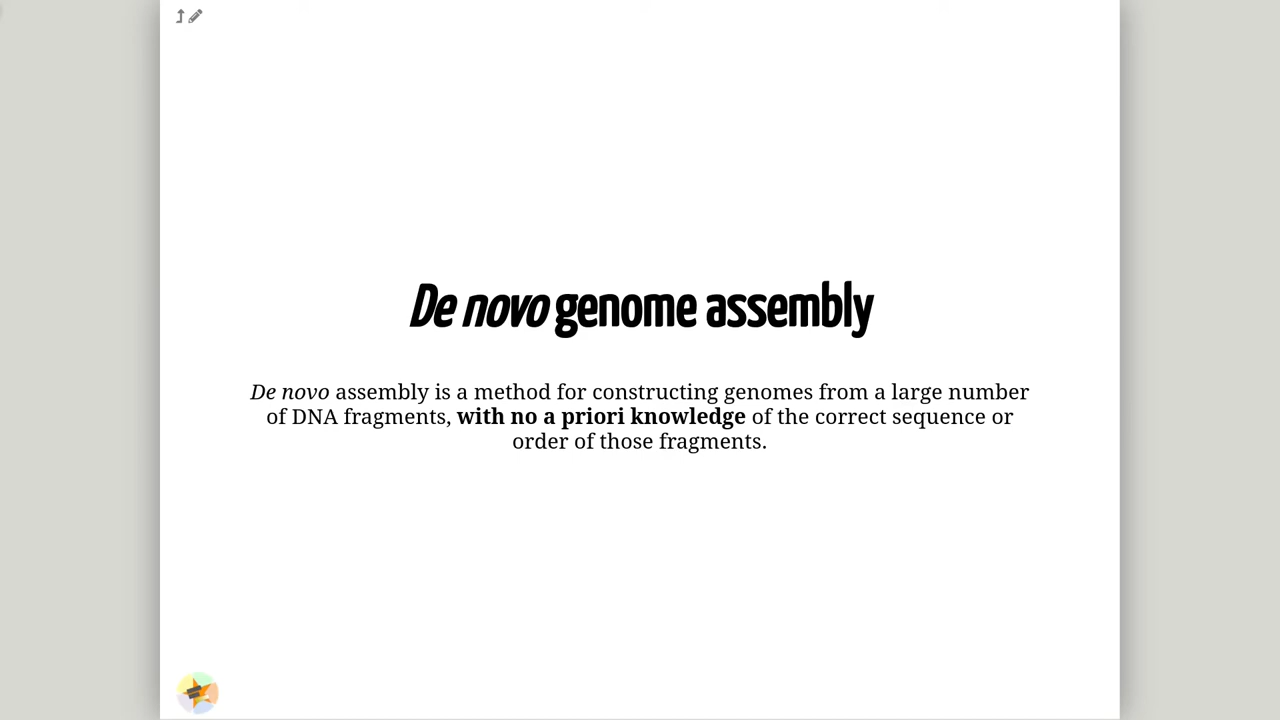 De novo genome assembly
De novo assembly is a method for constructing genomes from a large number
of DNA fragments, with no a priori knowledge of the correct sequence or
order of those fragments.